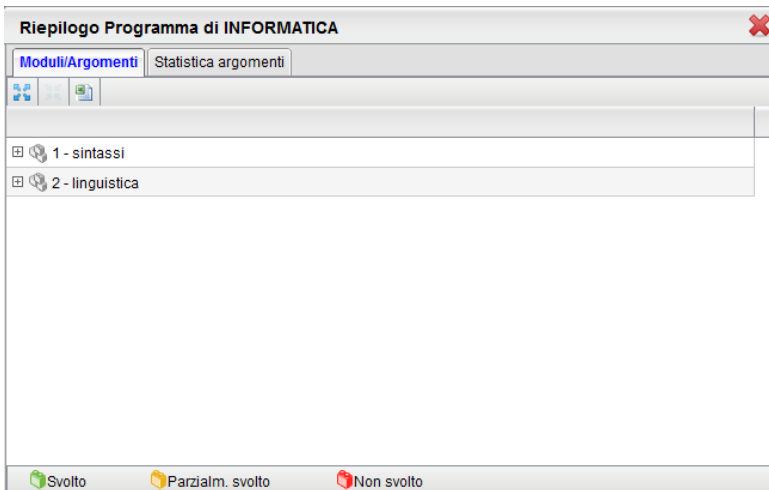 Riepilogo Programma di INFORMATICA
Moduli/Argomenti Statistica argomenti
1 - sintassi
2 - linguistica
Svolto Parzialm. svolto Non svolto